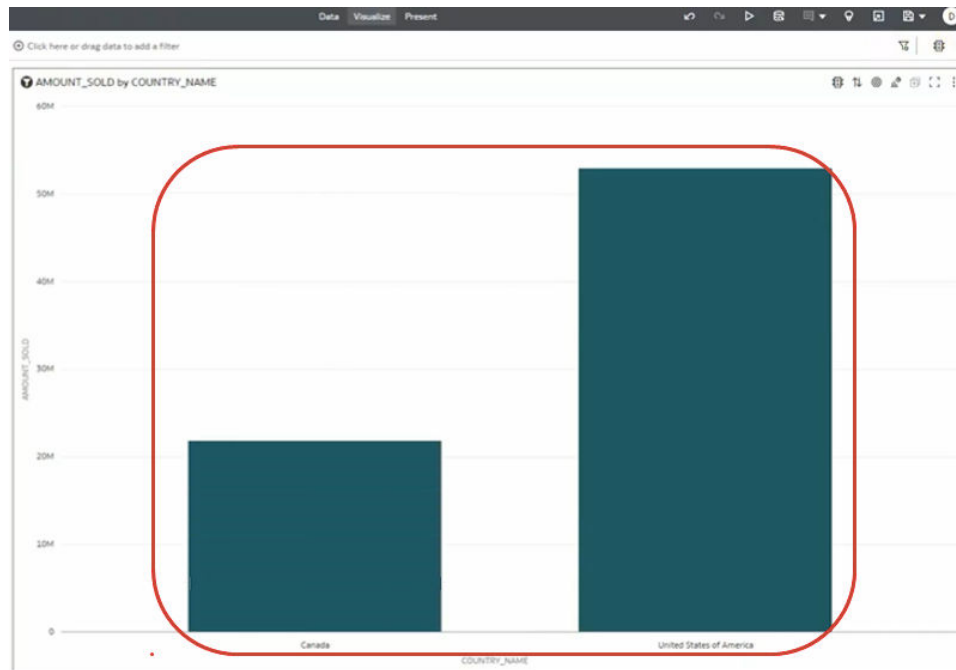 Data Visualize Present
Click here or drag data to add a filter
AMOUNT_SOLD by COUNTRY_NAME
60M
50M
40M
30M
20M
10M
0
AMOUNT_SOLD
Canada United States of America
COUNTRY_NAME